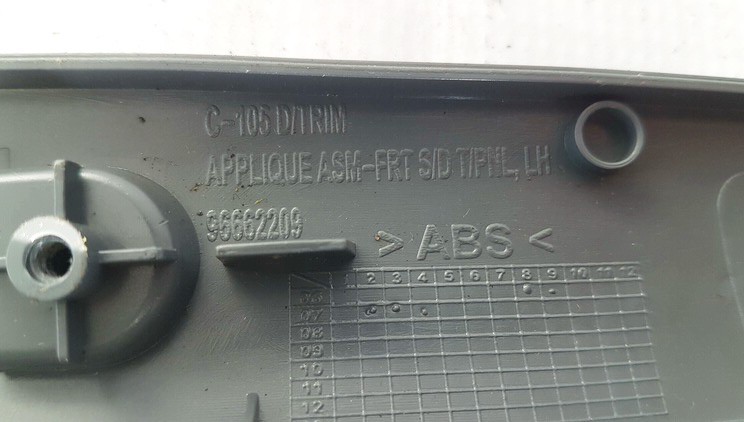 C-105 D/TRIM
APPLIQUE ASM-FRT S/D T/PNL, LH
96662209
> ABS <
/ 1 2 3 4 5 6 7 8 9 10 11 12
07
08
09
10
11
12